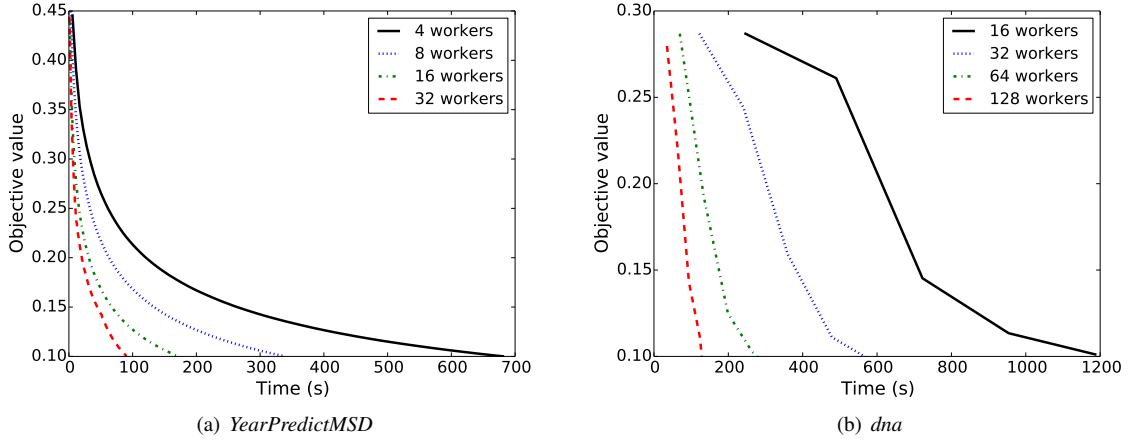 0.45
0.40
0.35
0.30
0.25
0.20
0.15
0.10
Objective value
0
100
200
300
400
500
600
700
Time (s)
4 workers
8 workers
16 workers
32 workers
(a) YearPredictMSD
0.30
0.25
0.20
0.15
0.10
Objective value
0
200
400
600
800
1000
1200
Time (s)
16 workers
32 workers
64 workers
128 workers
(b) dna